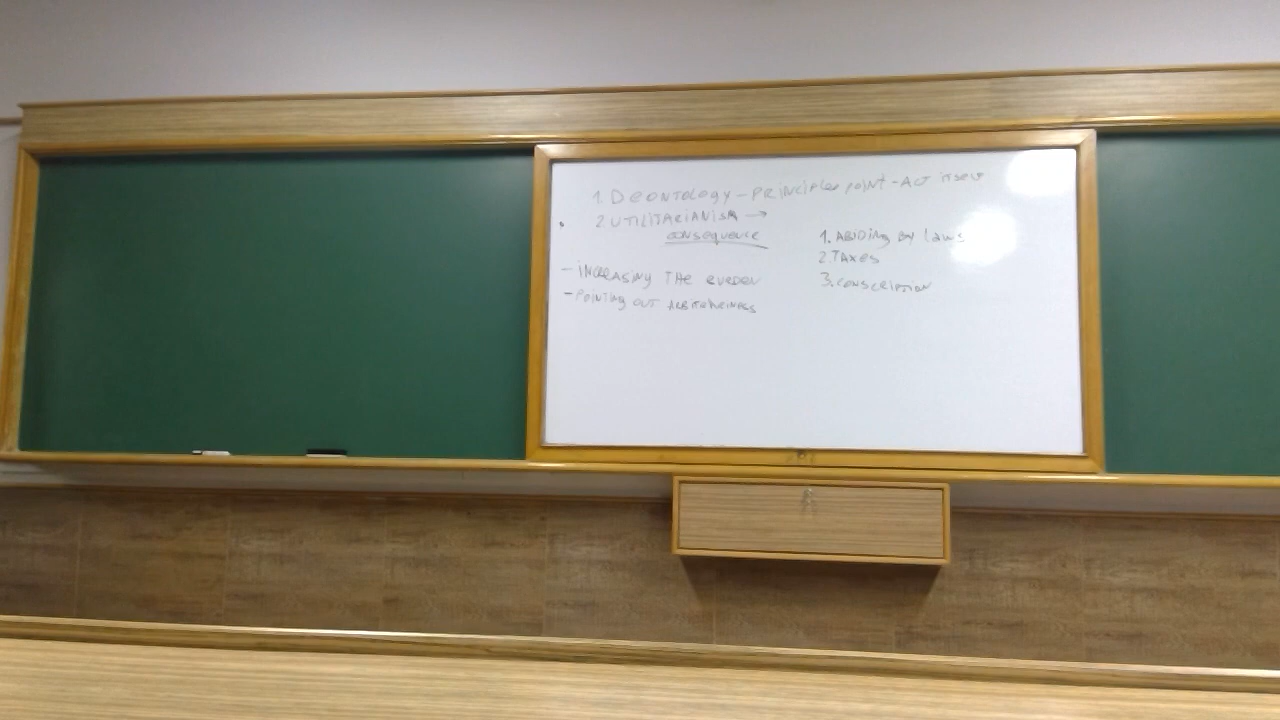 1. DEONTOLOGY - PRINCIPLES POINT - ACT ITSELF
2. UTILITARIANISM →
CONSEQUENCE
- INCREASING THE BURDEN
- POINTING OUT ARBITRARINESS
1. ABIDING BY LAWS
2. TAXES
3. CONSCRIPTION